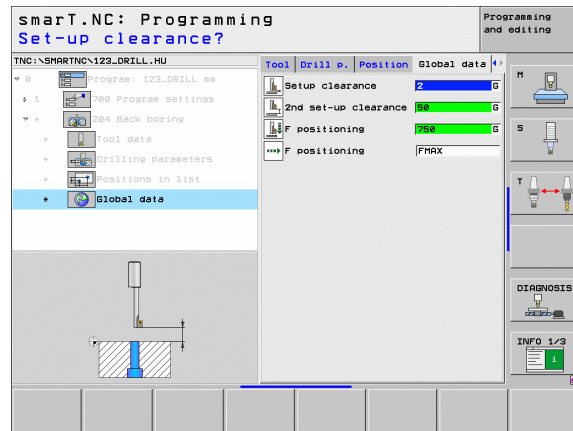 smarT.NC: Programming
Set-up clearance?
Programming
and editing
TNC:\SMARTNC\123_DRILL.HU
0 Program: 123_DRILL mm
1 700 Program settings
* 204 Back boring
* Tool data
* Drilling parameters
* Positions in list
* Global data
Tool Drill p. Position Global data
Setup clearance 2 G
2nd set-up clearance 50 G
F positioning 750 G
F positioning FMAX
M
S
T
DIAGNOSIS
INFO 1/3
i